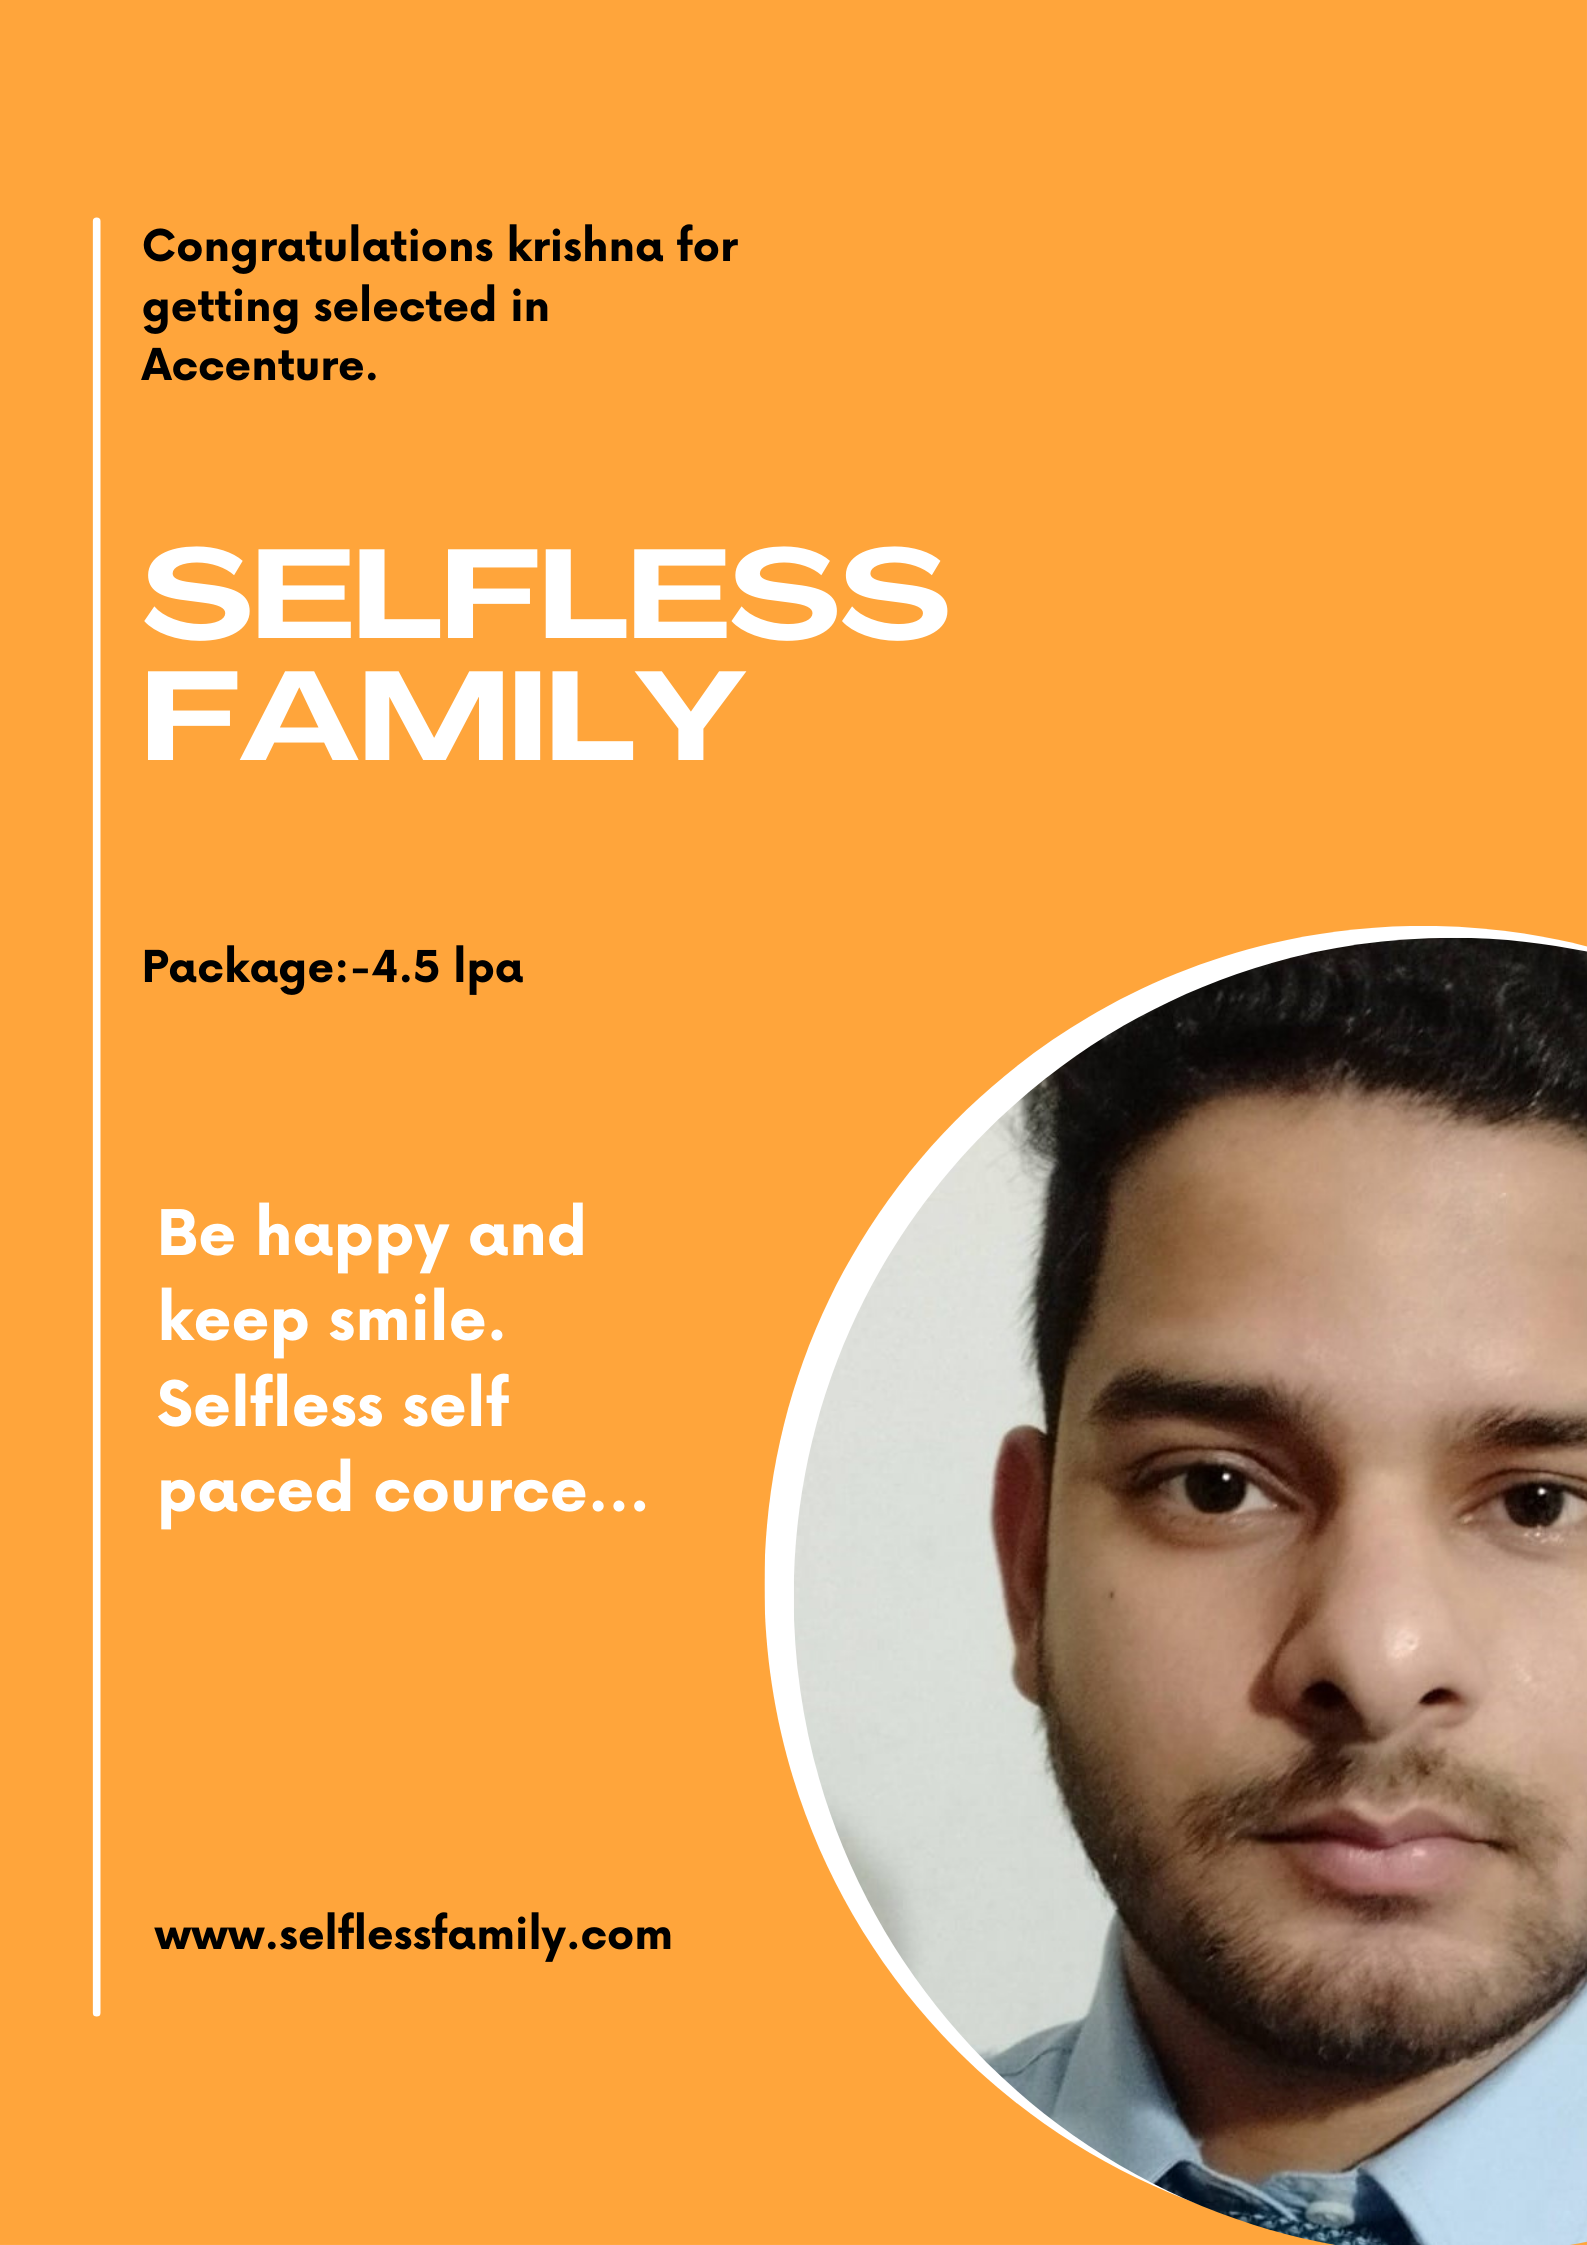 Congratulations krishna for
getting selected in
Accenture.
SELFLESS
FAMILY
Package:-4.5 lpa
Be happy and
keep smile.
Selfless self
paced cource...
www.selflessfamily.com